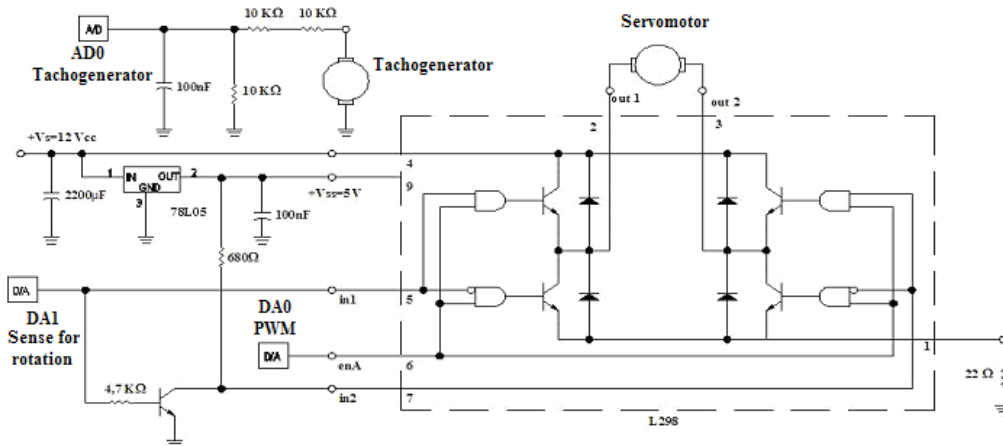 10 KΩ 10 KΩ
A/D
AD0
Tachogenerator
100nF
10 KΩ
Tachogenerator
Servomotor
out 1
out 2
2
3
+Vs=12 Vcc
4
1
IN
OUT
2
GND
3
78L05
2200µF
+Vss=5V
9
100nF
680Ω
D/A
in1
5
DA1
Sense for
rotation
DA0
PWM
D/A
enA
6
1
22 Ω
4,7 KΩ
in2
7
L298